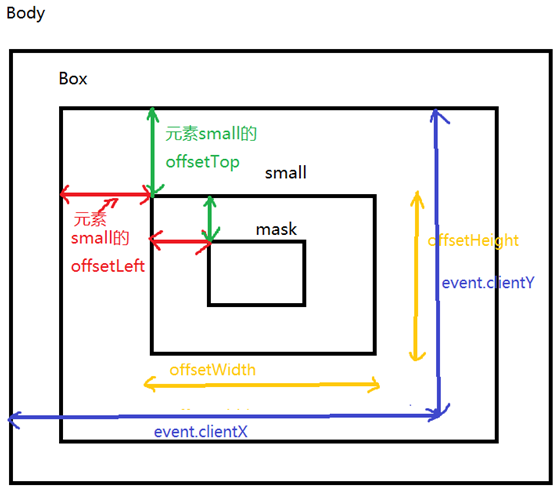 Body
Box
元素small的
offsetTop
small
元素
small的
offsetLeft
mask
offsetHeight
event.clientY
offsetWidth
event.clientX